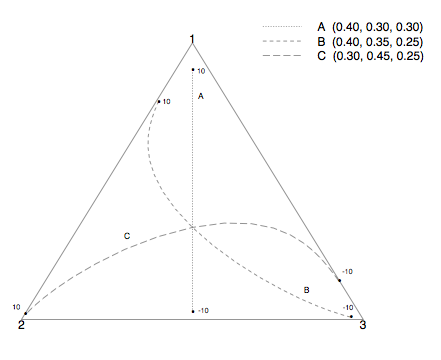 1
A (0.40, 0.30, 0.30)
B (0.40, 0.35, 0.25)
C (0.30, 0.45, 0.25)
10
A
10
C
-10
B
10
-10
-10
2
3